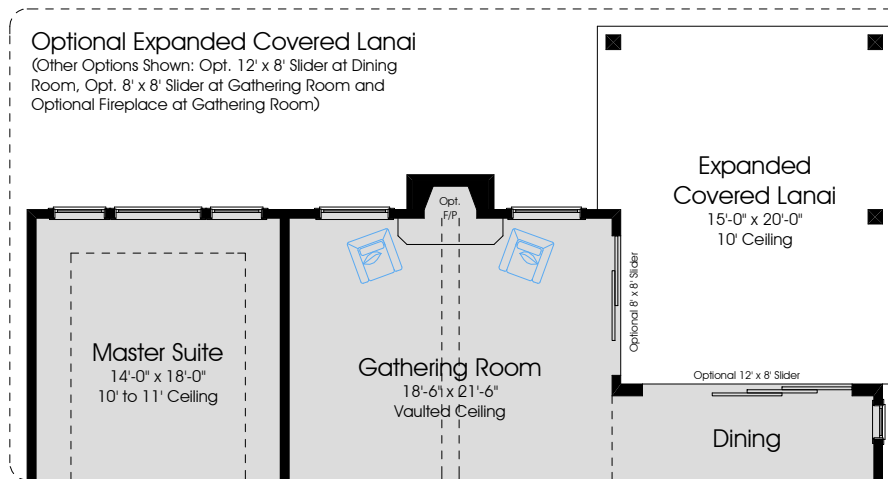 Optional Expanded Covered Lanai
(Other Options Shown: Opt. 12' x 8' Slider at Dining
Room, Opt. 8' x 8' Slider at Gathering Room and
Optional Fireplace at Gathering Room)
Expanded
Covered Lanai
15'-0" x 20'-0"
10' Ceiling
Opt.
F/P
Optional 8' x 8' Slider
Master Suite
14'-0" x 18'-0"
10' to 11' Ceiling
Gathering Room
18'-6" x 21'-6"
Vaulted Ceiling
Optional 12' x 8' Slider
Dining